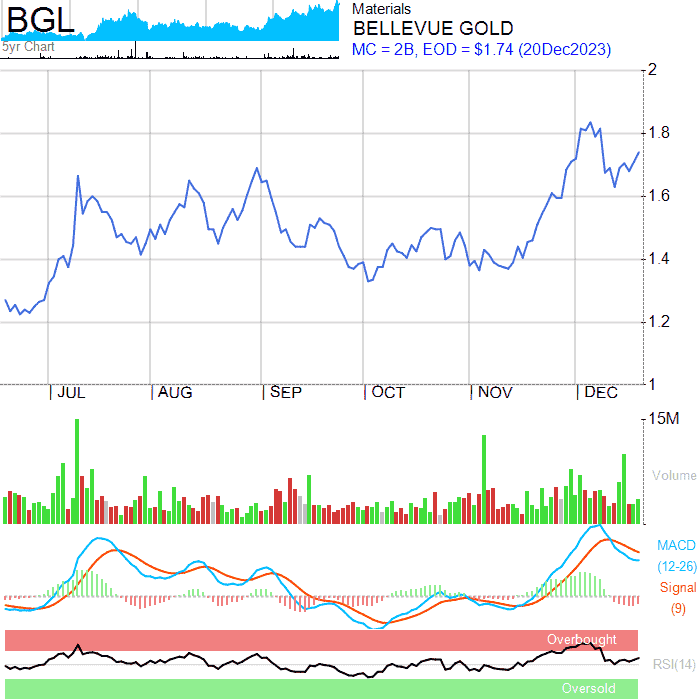 BGL
5yr Chart
Materials
BELLEVUE GOLD
MC = 2B, EOD = $1.74 (20Dec2023)
2
1.8
1.6
1.4
1.2
1
JUL AUG SEP OCT NOV DEC
15M
Volume
MACD
(12-26)
Signal
(9)
Overbought
RSI(14)
Oversold